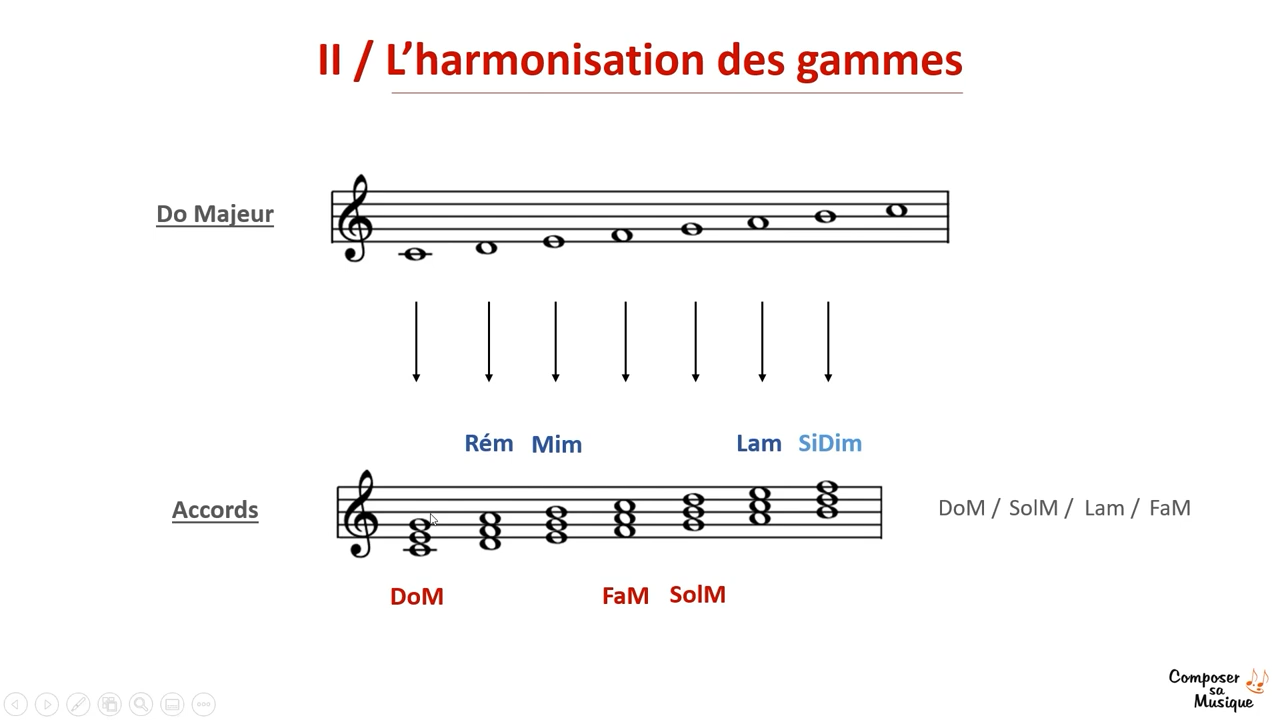 II / L'harmonisation des gammes
Do Majeur
Rém Mim Lam SiDim
Accords
DoM / SolM / Lam / FaM
DoM FaM SolM
Composer
sa
Musique